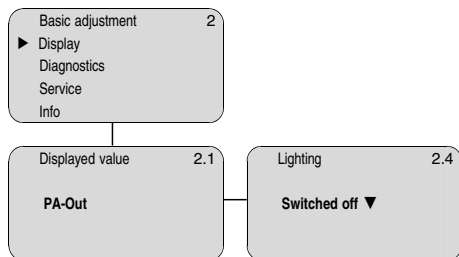 Basic adjustment 2
▶ Display
Diagnostics
Service
Info
Displayed value 2.1
PA-Out
Lighting 2.4
Switched off ▼